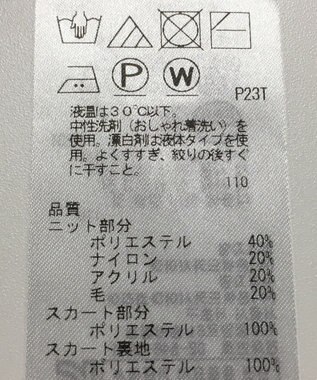 P W
P23T
液温は30℃以下。
中性洗剤(おしゃれ着洗い)を
使用。漂白剤は液体タイプを使
用。よくすすぎ、絞りの後すぐ
に干すこと。
110
品質
ニット部分
ポリエステル 40%
ナイロン 20%
アクリル 20%
毛 20%
スカート部分
ポリエステル 100%
スカート裏地
ポリエステル 100%